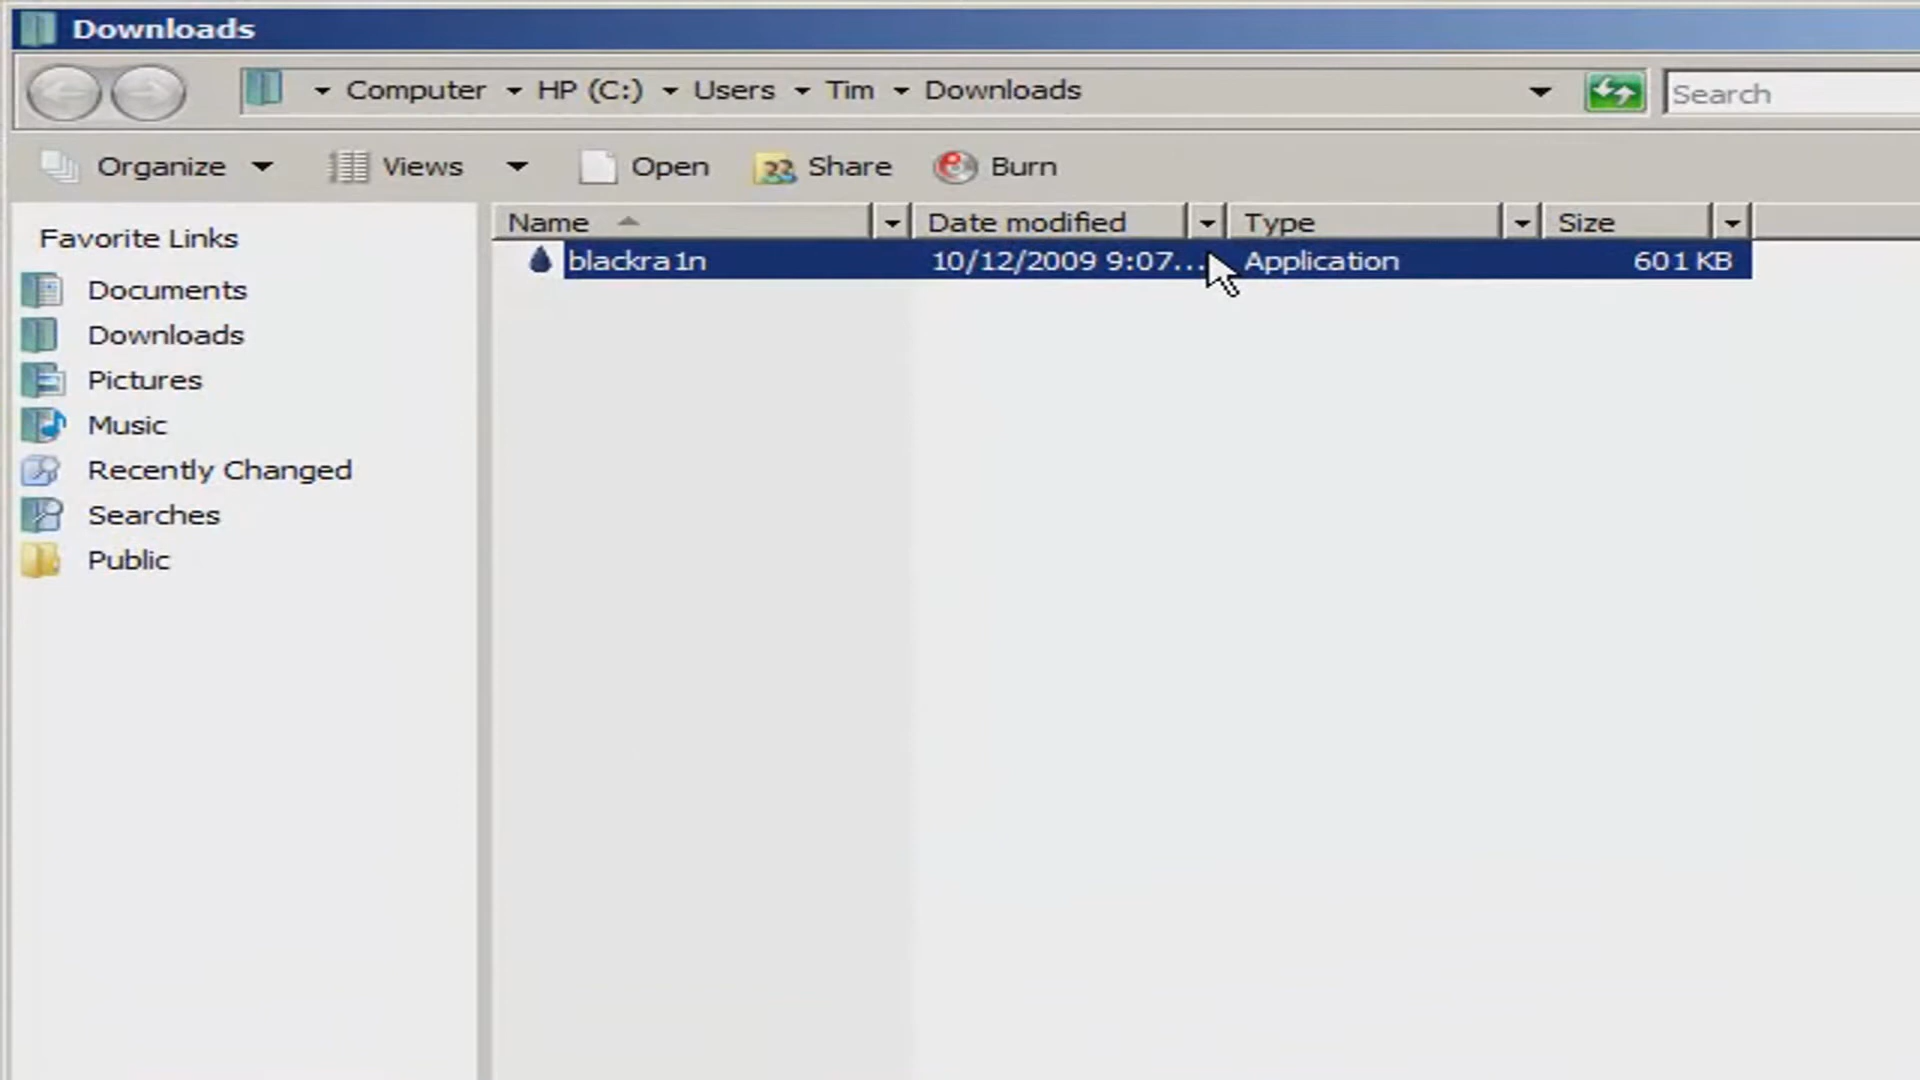 Downloads
Computer HP (C:) Users Tim Downloads Search
Organize Views Open Share Burn
Favorite Links
Documents
Downloads
Pictures
Music
Recently Changed
Searches
Public
Name Date modified Type Size
blackra1n 10/12/2009 9:07... Application 601 KB